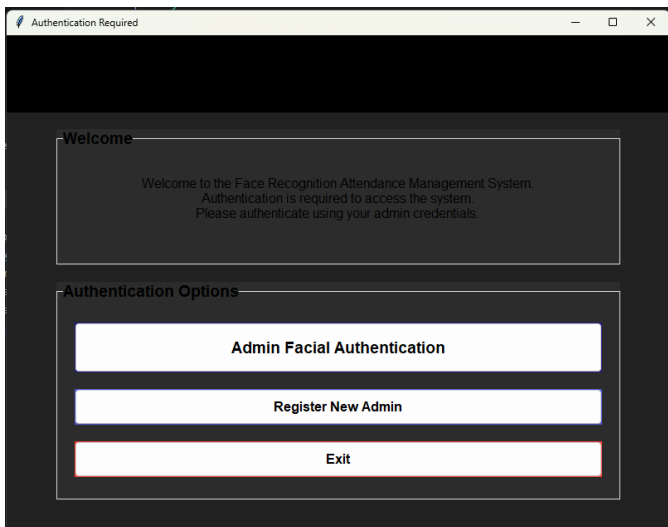 Authentication Required
Welcome
Welcome to the Face Recognition Attendance Management System.
Authentication is required to access the system.
Please authenticate using your admin credentials.
Authentication Options
Admin Facial Authentication
Register New Admin
Exit